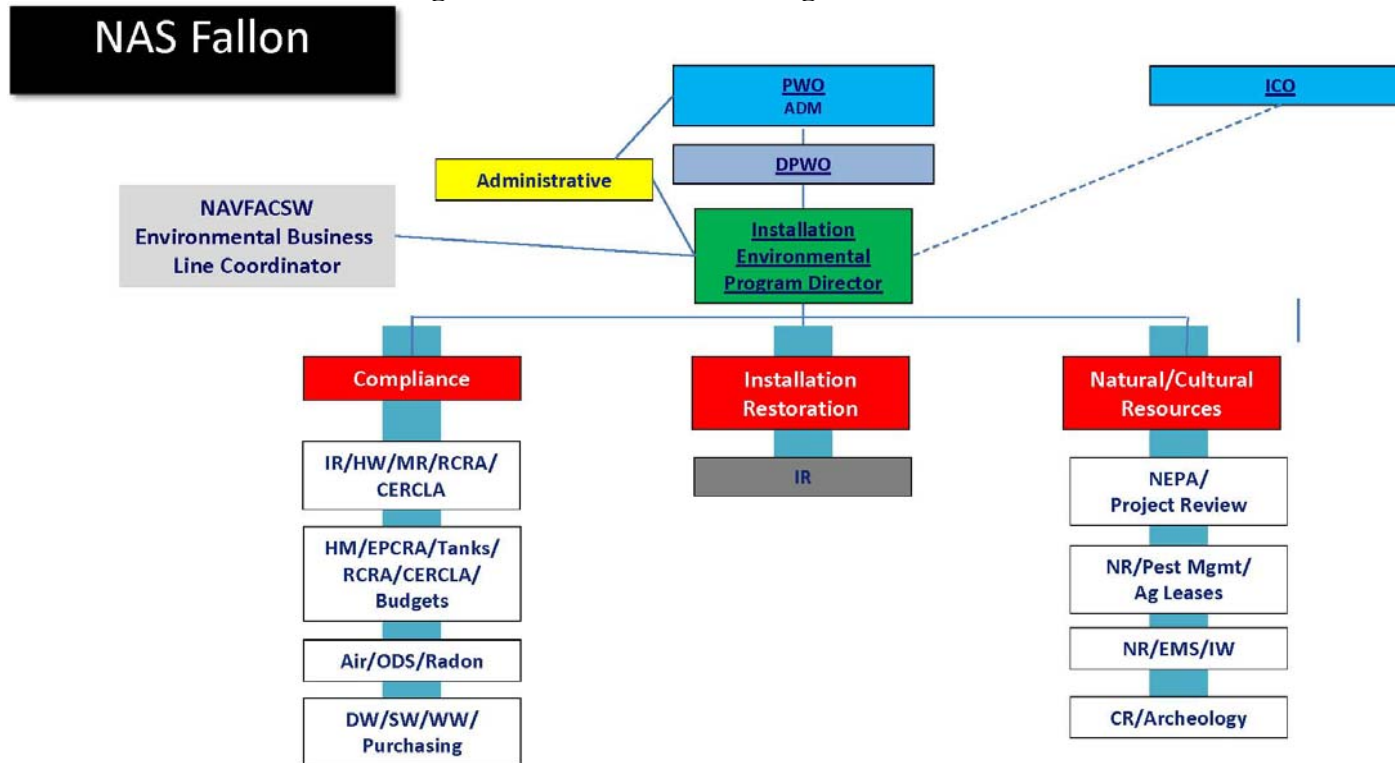 NAS Fallon
PWO
ADM
ICO
DPWO
Administrative
NAVFACSW
Environmental Business
Line Coordinator
Installation
Environmental
Program Director
Compliance
Installation
Restoration
Natural/Cultural
Resources
IR/HW/MR/RCRA/
CERCLA
IR
NEPA/
Project Review
HM/EPCRA/Tanks/
RCRA/CERCLA/
Budgets
NR/Pest Mgmt/
Ag Leases
Air/ODS/Radon
NR/EMS/IW
DW/SW/WW/
Purchasing
CR/Archeology